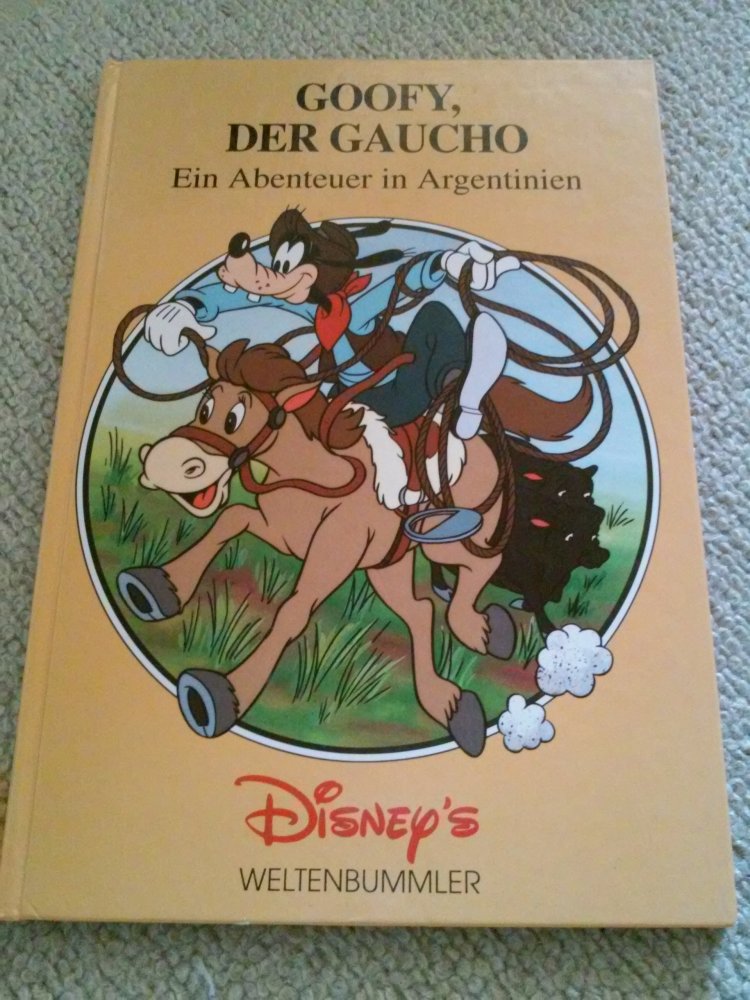 GOOFY,
DER GAUCHO
Ein Abenteuer in Argentinien
DISNEY'S
WELTENBUMMLER